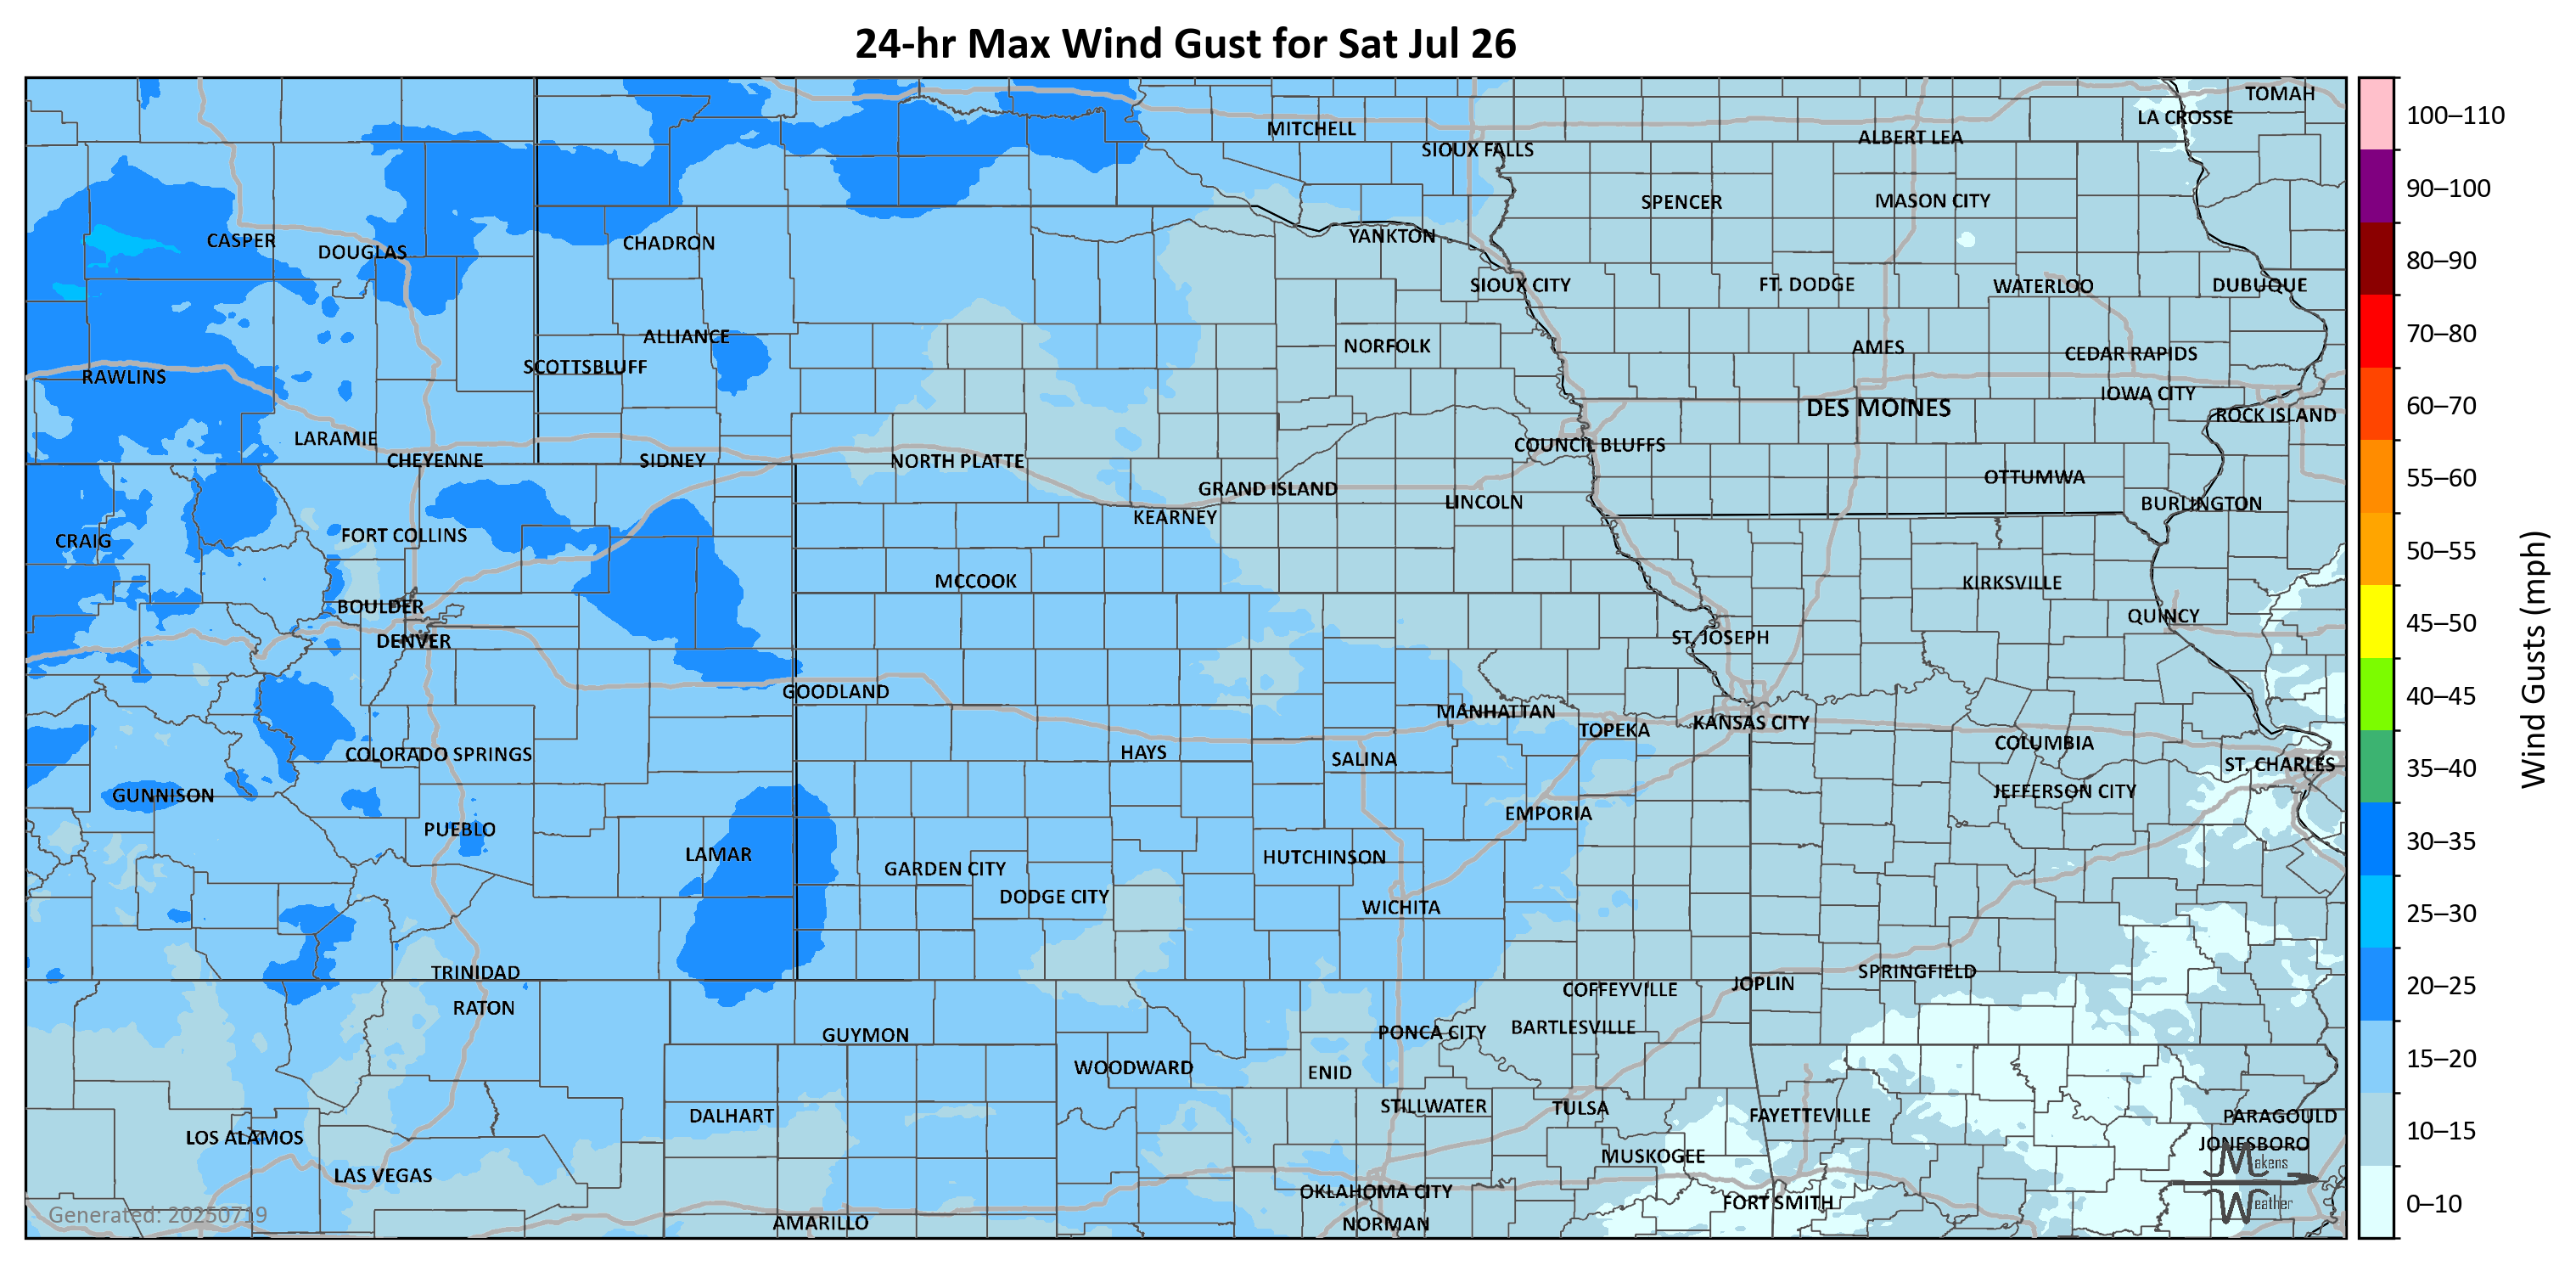 24-hr Max Wind Gust for Sat Jul 26
TOMAH
LA CROSSE
MITCHELL
ALBERT LEA
SIOUX FALLS
SPENCER
MASON CITY
CASPER
DOUGLAS
CHADRON
YANKTON
SIOUX CITY
FT. DODGE
WATERLOO
DUBUQUE
ALLIANCE
SCOTTSBLUFF
NORFOLK
AMES
CEDAR RAPIDS
RAWLINS
IOWA CITY
DES MOINES
ROCK ISLAND
LARAMIE
CHEYENNE
SIDNEY
NORTH PLATTE
COUNCIL BLUFFS
GRAND ISLAND
LINCOLN
OTTUMWA
BURLINGTON
KEARNEY
CRAIG
FORT COLLINS
MCCOOK
KIRKSVILLE
BOULDER
QUINCY
DENVER
ST. JOSEPH
GOODLAND
MANHATTAN
TOPEKA
KANSAS CITY
COLORADO SPRINGS
HAYS
SALINA
COLUMBIA
ST. CHARLES
GUNNISON
JEFFERSON CITY
PUEBLO
EMPORIA
LAMAR
GARDEN CITY
HUTCHINSON
DODGE CITY
WICHITA
TRINIDAD
SPRINGFIELD
RATON
COFFEYVILLE
JOPLIN
GUYMON
PONCA CITY
BARTLESVILLE
WOODWARD
ENID
DALHART
STILLWATER
TULSA
FAYETTEVILLE
PARAGOULD
LOS ALAMOS
JONESBORO
LAS VEGAS
MUSKOGEE
Makens
Weather
OKLAHOMA CITY
FORT SMITH
Generated: 20250719
AMARILLO
NORMAN
100–110
90–100
80–90
70–80
60–70
55–60
50–55
45–50
40–45
35–40
30–35
25–30
20–25
15–20
10–15
0–10
Wind Gusts (mph)